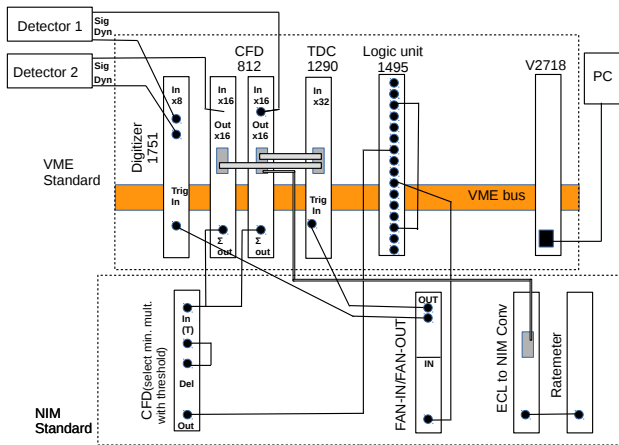 Detector 1
Sig
Dyn
Detector 2
Sig
Dyn
CFD
812
TDC
1290
Logic unit
1495
V2718
PC
In
x8
In
x16
In
x16
In
x32
Out
x16
Out
x16
Digitizer
1751
VME
Standard
Trig
In
Trig
In
VME bus
Σ
out
Σ
out
In
(T)
Del
Out
CFD(select min. mult.
with threshold)
OUT
IN
FAN-IN/FAN-OUT
ECL to NIM Conv
Ratemeter
NIM
Standard